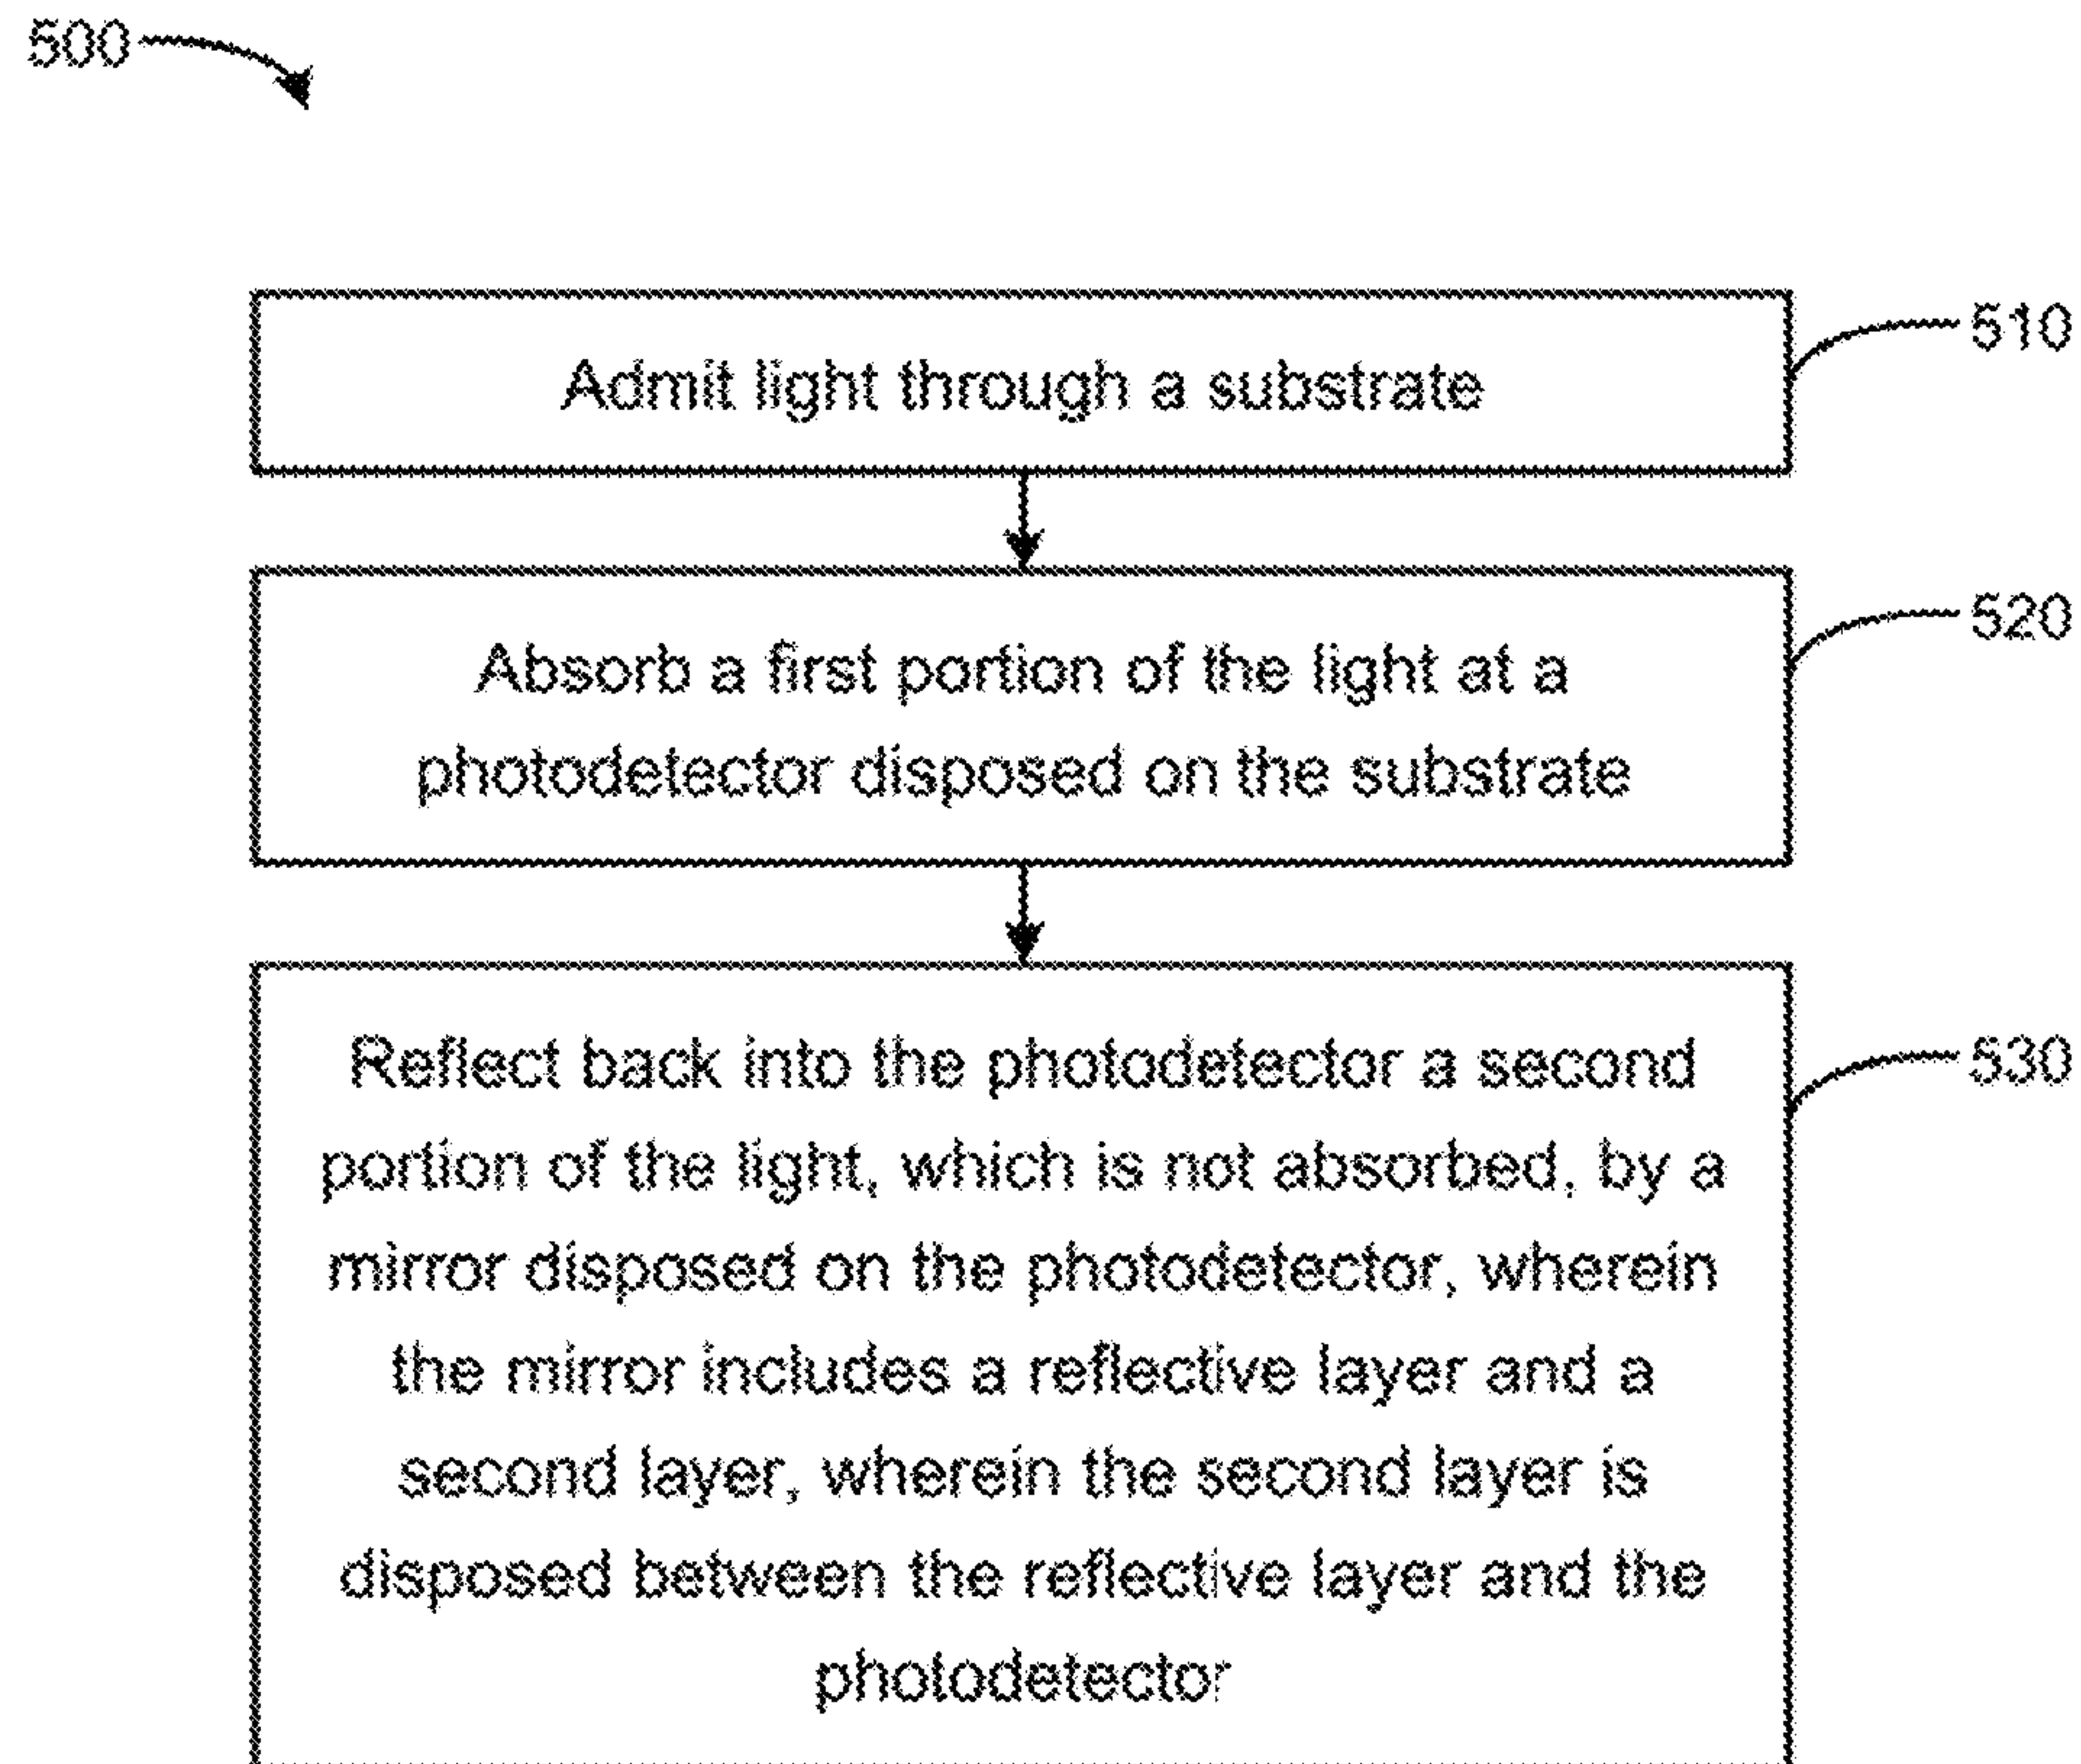 500
Admit light through a substrate
510
Absorb a first portion of the light at a
photodetector disposed on the substrate
520
Reflect back into the photodetector a second
portion of the light, which is not absorbed, by a
mirror disposed on the photodetector, wherein
the mirror includes a reflective layer and a
second layer, wherein the second layer is
disposed between the reflective layer and the
photodetector
530